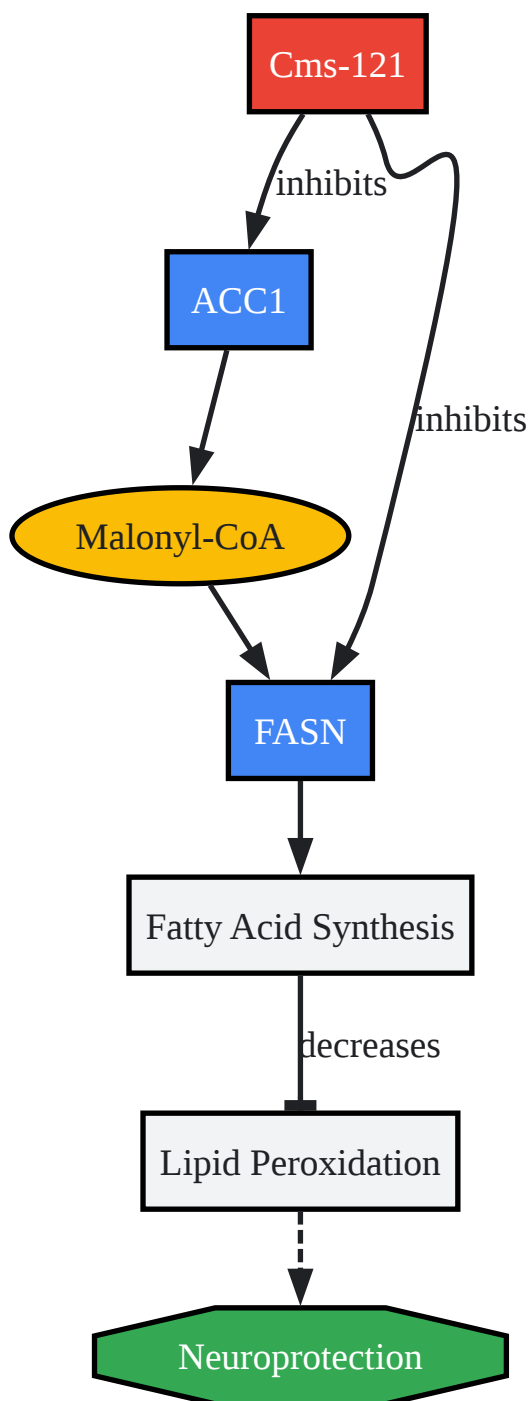 Cms-121
inhibits
ACC1
inhibits
Malonyl-CoA
FASN
Fatty Acid Synthesis
decreases
Lipid Peroxidation
Neuroprotection